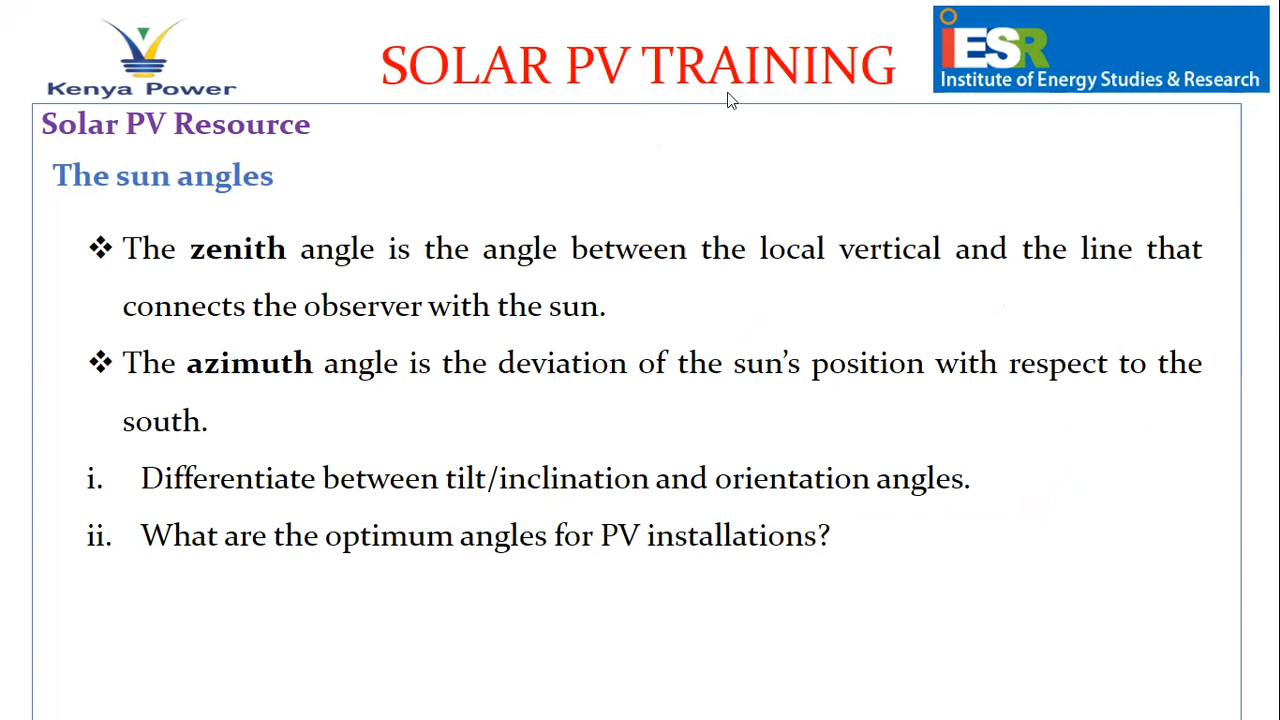 Kenya Power
SOLAR PV TRAINING
iESR
Institute of Energy Studies & Research
Solar PV Resource
The sun angles
❖ The zenith angle is the angle between the local vertical and the line that
connects the observer with the sun.
❖ The azimuth angle is the deviation of the sun's position with respect to the
south.
i. Differentiate between tilt/inclination and orientation angles.
ii. What are the optimum angles for PV installations?